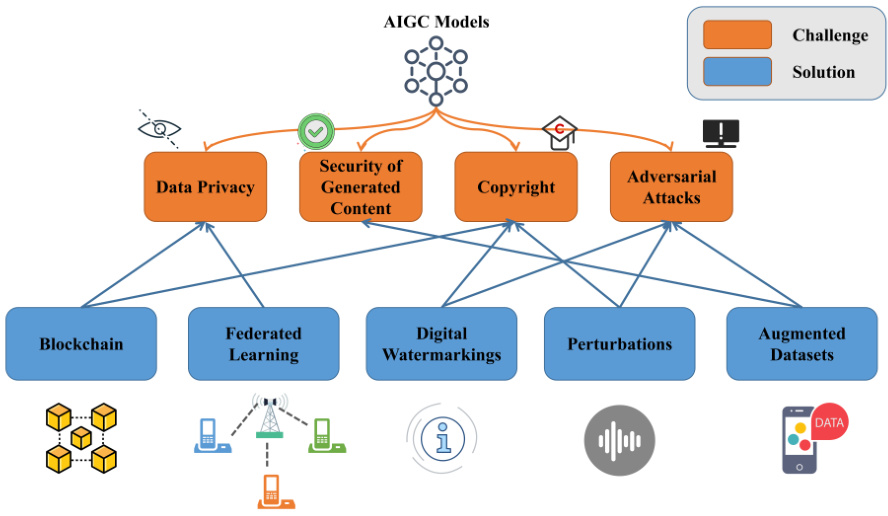 AIGC Models
Challenge
Solution
C
!
Data Privacy
Security of
Generated
Content
Copyright
Adversarial
Attacks
Blockchain
Federated
Learning
Digital
Watermarkings
Perturbations
Augmented
Datasets
i
DATA